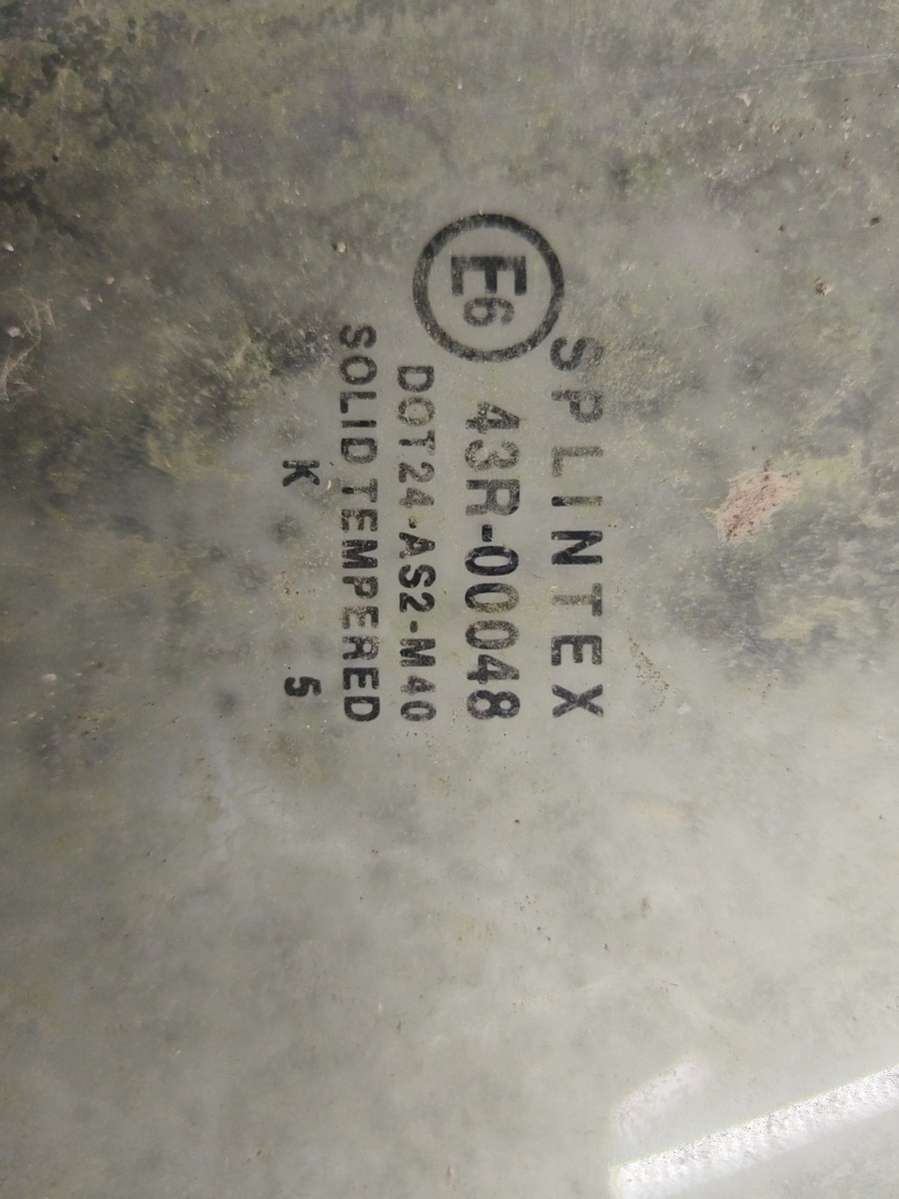 SPLINTEX
E6 43R-00048
DOT24-AS2-M40
SOLID TEMPERED
K 5